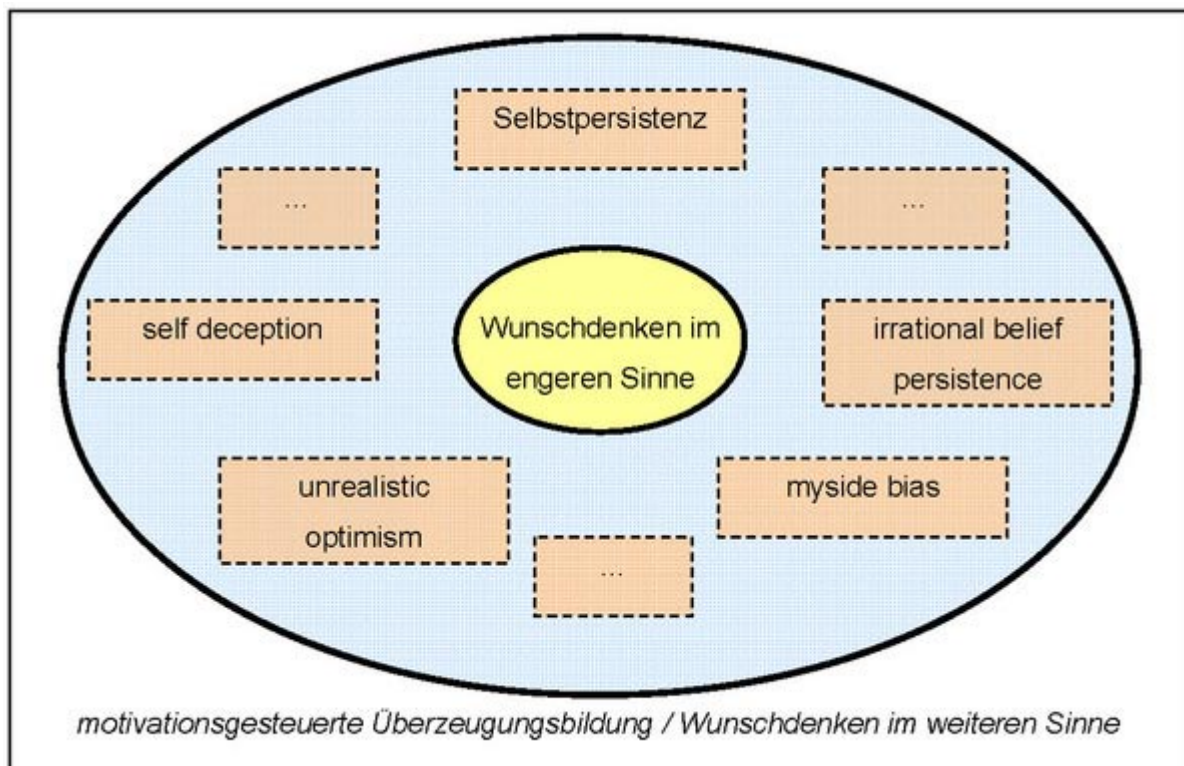 Selbstpersistenz
...
...
self deception
Wunschdenken im
engeren Sinne
irrational belief
persistence
unrealistic
optimism
myside bias
...
motivationsgesteuerte Überzeugungsbildung / Wunschdenken im weiteren Sinne